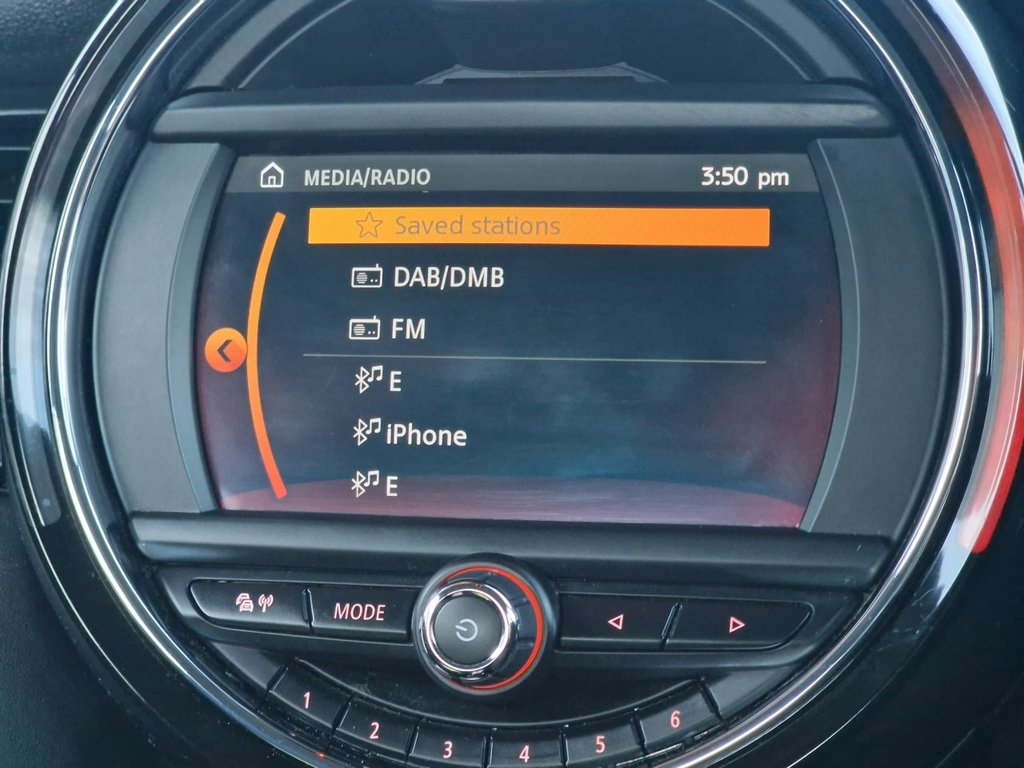 MEDIA/RADIO 3:50 pm
Saved stations
DAB/DMB
FM
E
iPhone
E
MODE
1 2 3 4 5 6